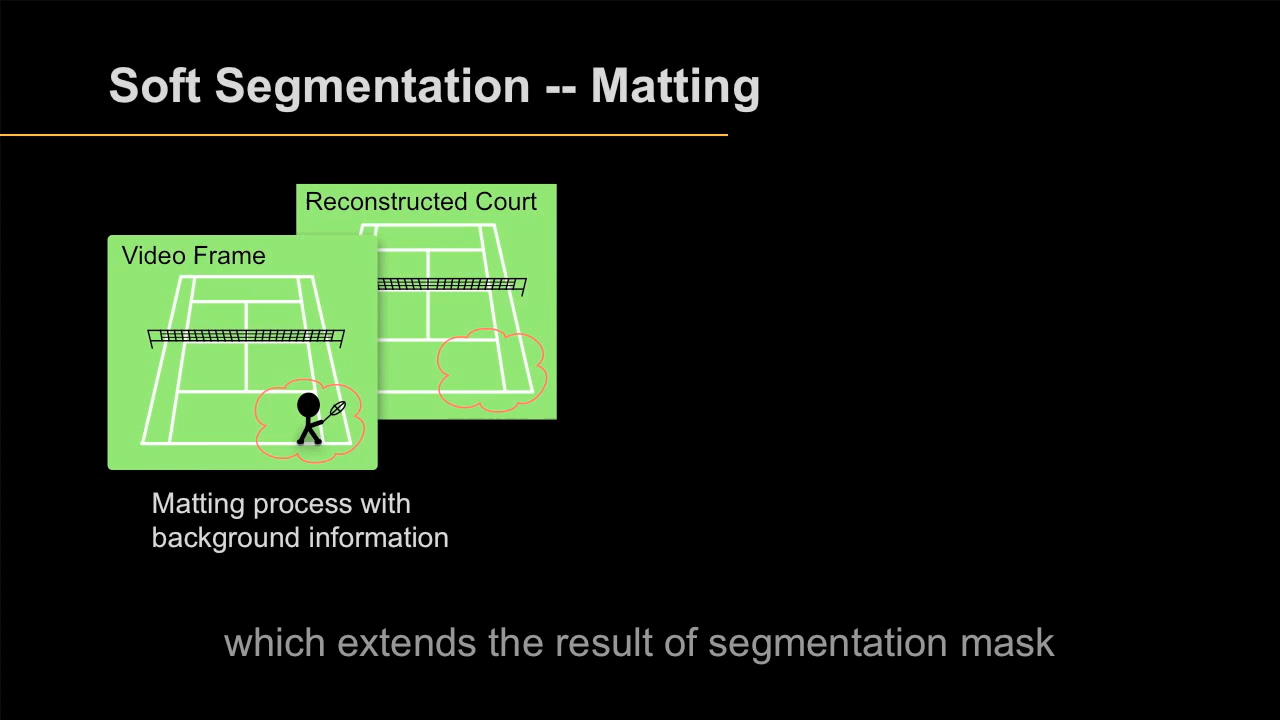 Soft Segmentation -- Matting
Reconstructed Court
Video Frame
Matting process with
background information
which extends the result of segmentation mask